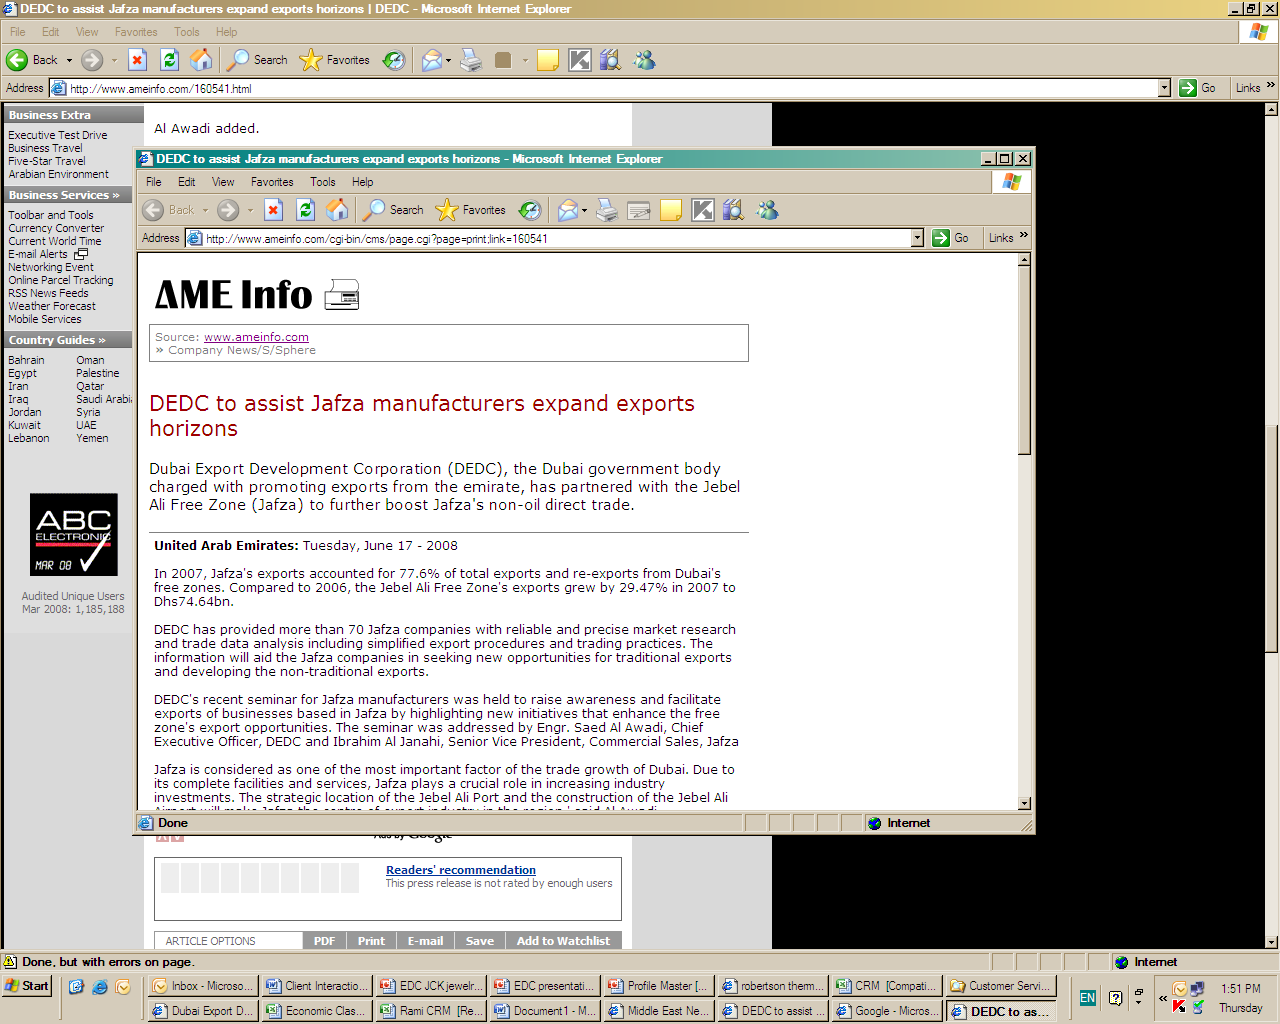 DEDC to assist Jafza manufacturers expand exports horizons | DEDC - Microsoft Internet Explorer
File Edit View Favorites Tools Help
Back Search Favorites
Address http://www.ameinfo.com/160541.html Go Links »
Business Extra
Executive Test Drive
Business Travel
Five-Star Travel
Arabian Environment
Business Services »
Toolbar and Tools
Currency Converter
Current World Time
E-mail Alerts
Networking Event
Online Parcel Tracking
RSS News Feeds
Weather Forecast
Mobile Services
Country Guides »
Bahrain Oman
Egypt Palestine
Iran Qatar
Iraq Saudi Arabi
Jordan Syria
Kuwait UAE
Lebanon Yemen
ABC
ELECTRONIC
MAR 08
Audited Unique Users
Mar 2008: 1,185,188
Al Awadi added.
DEDC to assist Jafza manufacturers expand exports horizons - Microsoft Internet Explorer
File Edit View Favorites Tools Help
Back Search Favorites
Address http://www.ameinfo.com/cgi-bin/cms/page.cgi?page=print;link=160541 Go Links »
AME Info
Source: www.ameinfo.com
» Company News/S/Sphere
DEDC to assist Jafza manufacturers expand exports
horizons
Dubai Export Development Corporation (DEDC), the Dubai government body
charged with promoting exports from the emirate, has partnered with the Jebel
Ali Free Zone (Jafza) to further boost Jafza's non-oil direct trade.
United Arab Emirates: Tuesday, June 17 - 2008
In 2007, Jafza's exports accounted for 77.6% of total exports and re-exports from Dubai's
free zones. Compared to 2006, the Jebel Ali Free Zone's exports grew by 29.47% in 2007 to
Dhs74.64bn.
DEDC has provided more than 70 Jafza companies with reliable and precise market research
and trade data analysis including simplified export procedures and trading practices. The
information will aid the Jafza companies in seeking new opportunities for traditional exports
and developing the non-traditional exports.
DEDC's recent seminar for Jafza manufacturers was held to raise awareness and facilitate
exports of businesses based in Jafza by highlighting new initiatives that enhance the free
zone's export opportunities. The seminar was addressed by Engr. Saed Al Awadi, Chief
Executive Officer, DEDC and Ibrahim Al Janahi, Senior Vice President, Commercial Sales, Jafza
Jafza is considered as one of the most important factor of the trade growth of Dubai. Due to
its complete facilities and services, Jafza plays a crucial role in increasing industry
investments. The strategic location of the Jebel Ali Port and the construction of the Jebel Ali
Airport will make Jafza the centre of export industry in the region,' said Al Awadi
Done Internet
Ads by Google
Readers' recommendation
This press release is not rated by enough users
ARTICLE OPTIONS PDF Print E-mail Save Add to Watchlist
Done, but with errors on page. Internet
Start Inbox - Microso... Client Interactio... EDC JCK jewelr... EDC presentati... Profile Master [... robertson therm... CRM [Compati... Customer Servi... EN « 1:51 PM
Dubai Export D... Economic Clas... Rami CRM [Re... Document1 - M... Middle East Ne... DEDC to assist ... Google - Micros... DEDC to as... Thursday